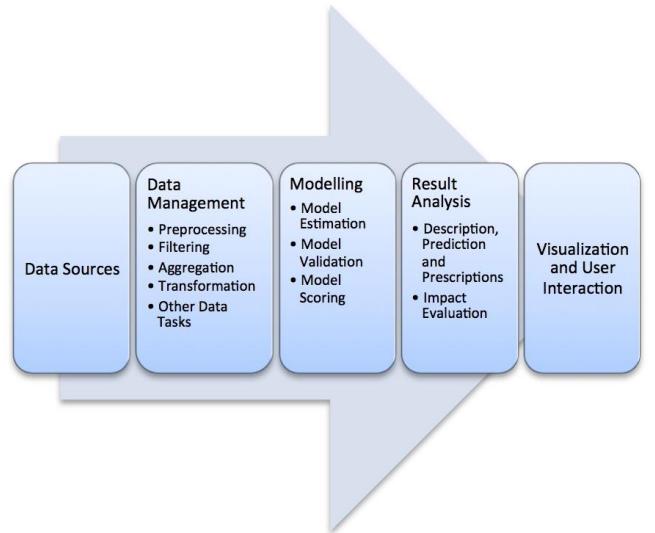 Data Sources
Data
Management
• Preprocessing
• Filtering
• Aggregation
• Transformation
• Other Data
Tasks
Modelling
• Model
Estimation
• Model
Validation
• Model
Scoring
Result
Analysis
• Description,
Prediction
and
Prescriptions
• Impact
Evaluation
Visualization
and User
Interaction